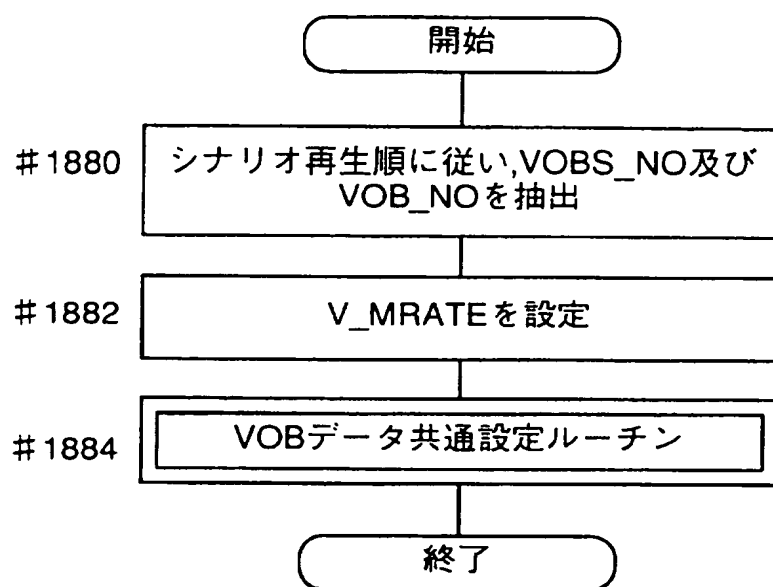 開始
#1880
シナリオ再生順に従い,VOBS_NO及び
VOB_NOを抽出
#1882
V_MRATEを設定
#1884
VOBデータ共通設定ルーチン
終了